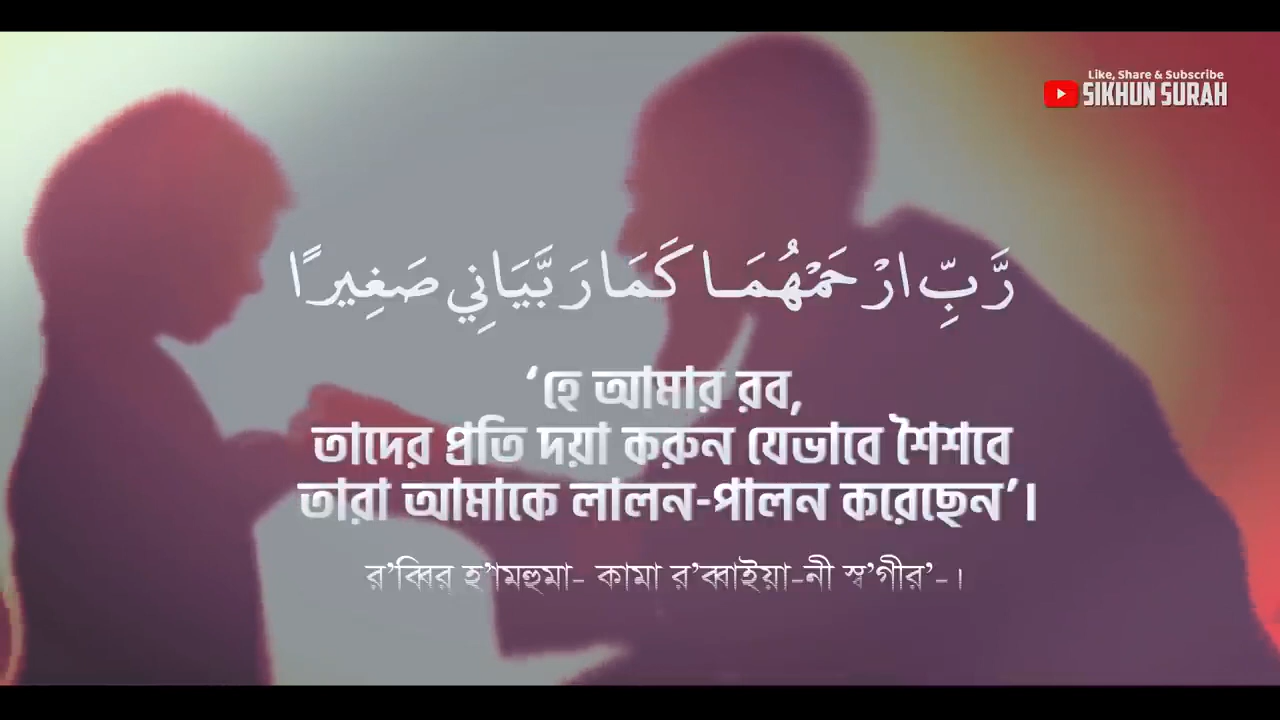 Like, Share & Subscribe
SIKHUN SURAH
رَّبِّ ارْحَمْهُمَا كَمَا رَبَّيَانِي صَغِيرًا
‘হে আমার রব,
তাদের প্রতি দয়া করুন যেভাবে শৈশবে
তারা আমাকে লালন-পালন করেছেন’।
র’ব্বির হ’ামহুমা- কামা র’ব্বাইয়া-নী স্ব’গীর’-।